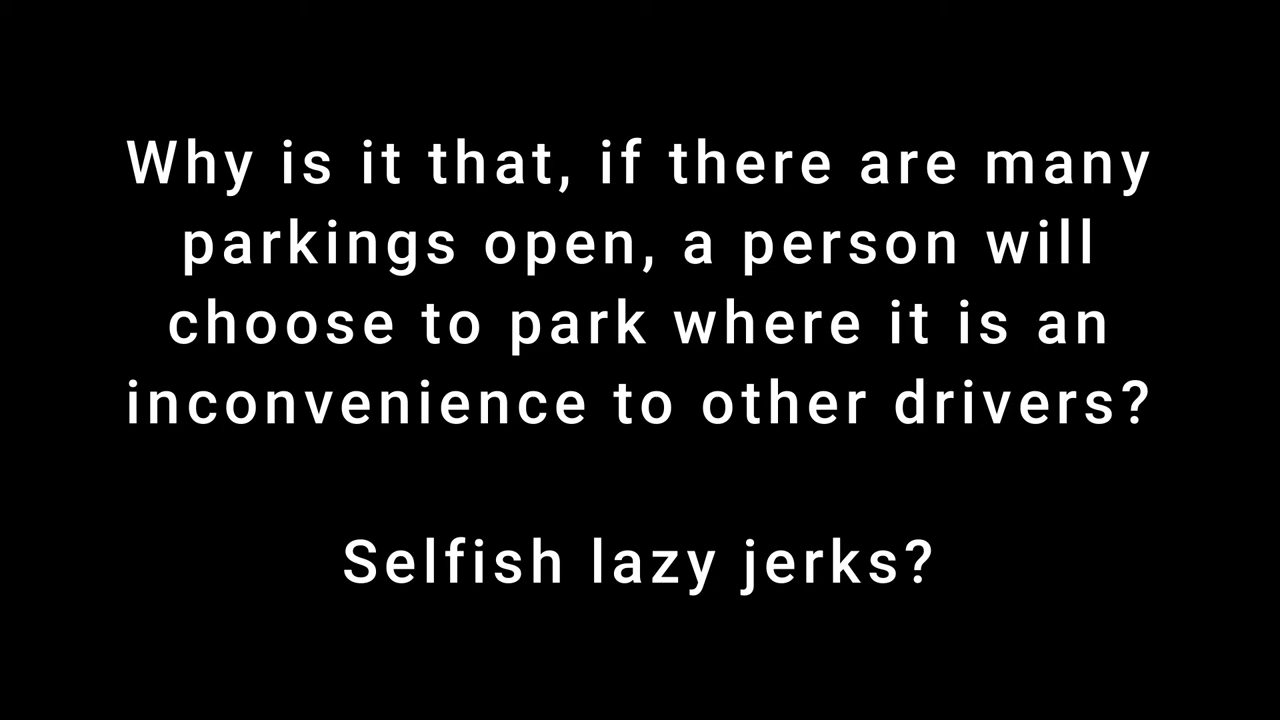 Why is it that, if there are many
parkings open, a person will
choose to park where it is an
inconvenience to other drivers?
Selfish lazy jerks?